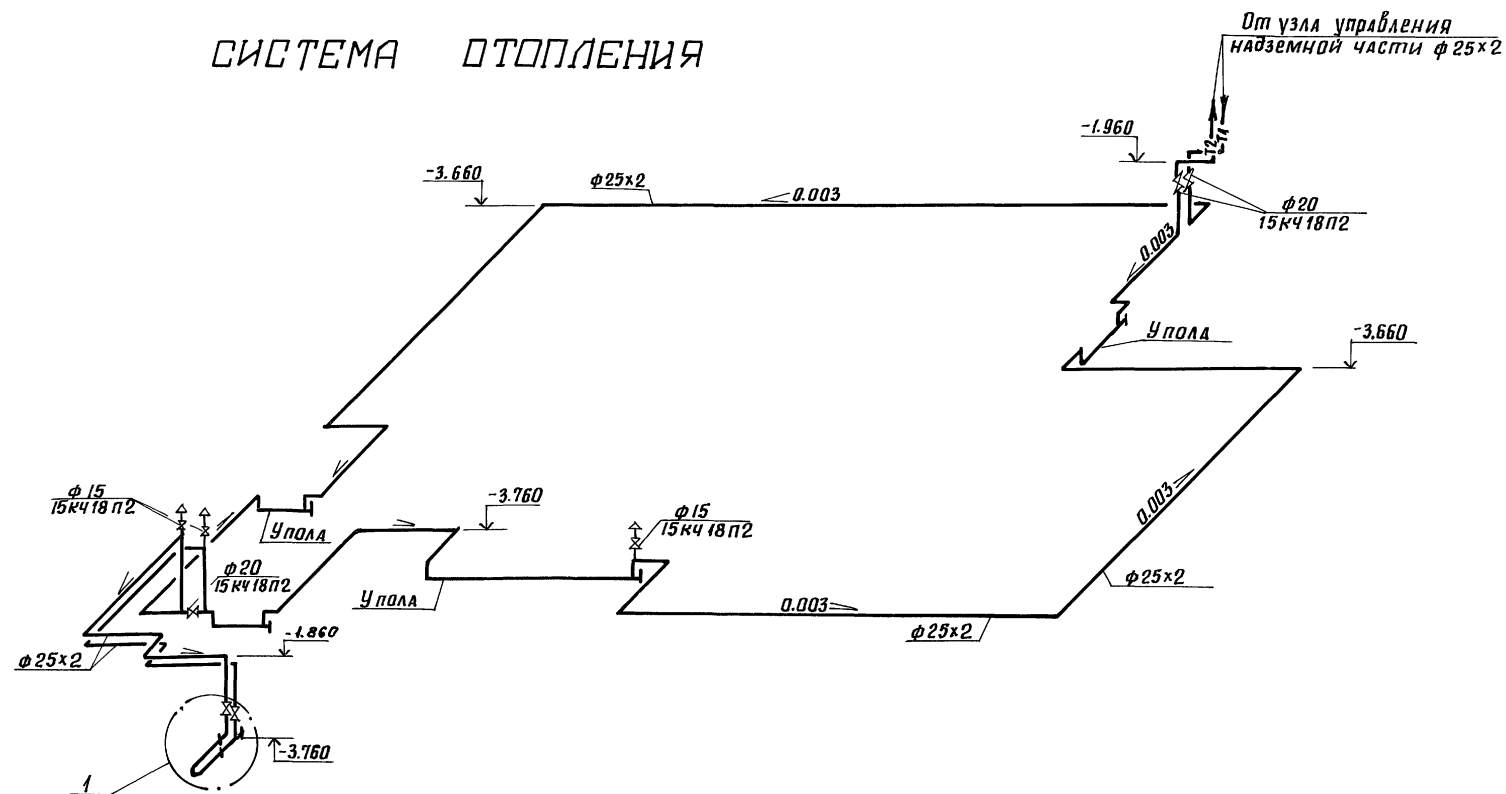 СИСТЕМА ОТОПЛЕНИЯ
От узла управления
надземной части ф 25×2
-1.960
Т2
Т1
-3.660
ф25×2
0.003
ф20
15кч18п2
0.003
У пола
-3.660
ф15
15кч18п2
У пола
-3.760
ф15
15кч18п2
ф20
15кч18п2
0.003
У пола
ф25×2
0.003
ф25×2
-1.860
ф25×2
-3.760
1